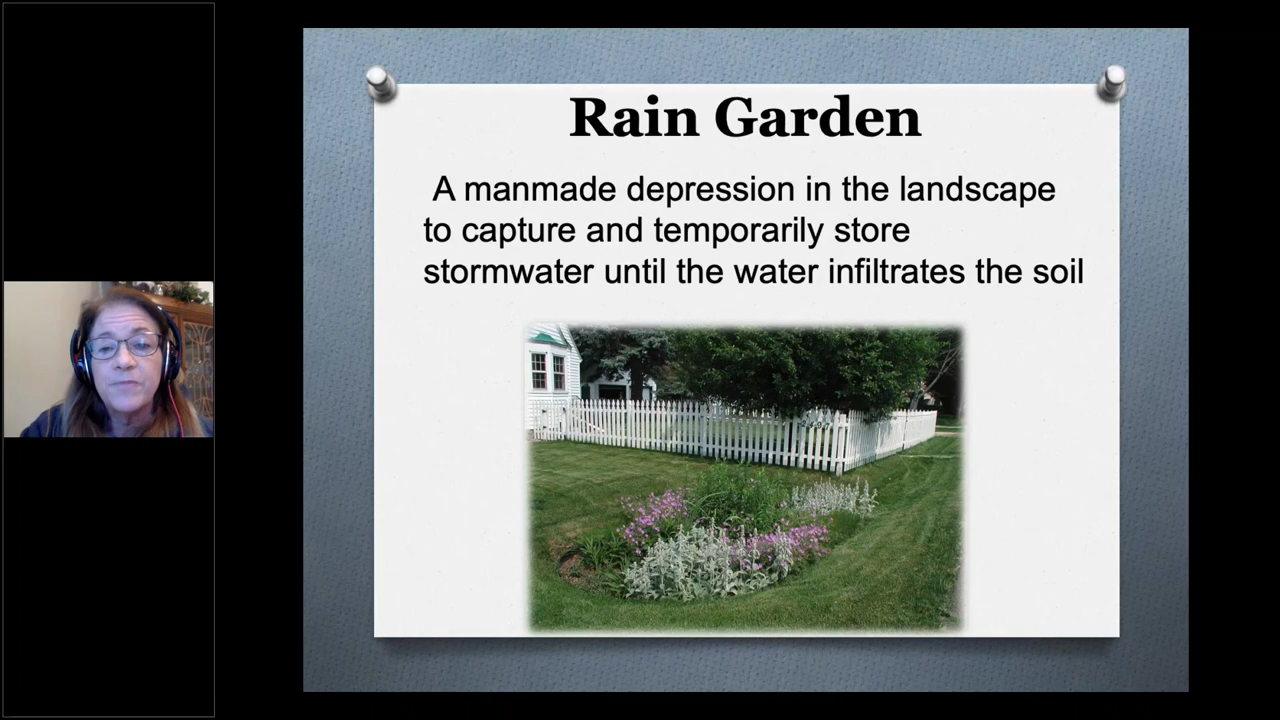 Rain Garden
A manmade depression in the landscape
to capture and temporarily store
stormwater until the water infiltrates the soil